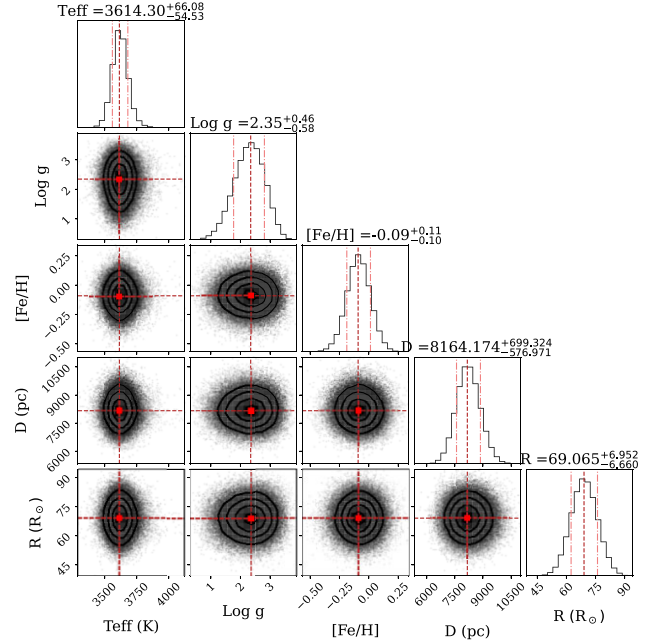 Teff =3614.30+66.08 −54.53
Log g =2.35+0.46 −0.58
Log g
3
2
1
[Fe/H] =-0.09+0.11 −0.10
[Fe/H]
0.25
0.00
−0.25
−0.50
D =8164.174+699.324 −576.971
D (pc)
10500
9000
7500
6000
R =69.065+6.952 −6.660
R (R⊙)
90
75
60
45
3500 3750 4000
1 2 3
−0.50 −0.25 0.00 0.25
6000 7500 9000 10500
45 60 75 90
Teff (K) Log g [Fe/H] D (pc) R (R⊙)